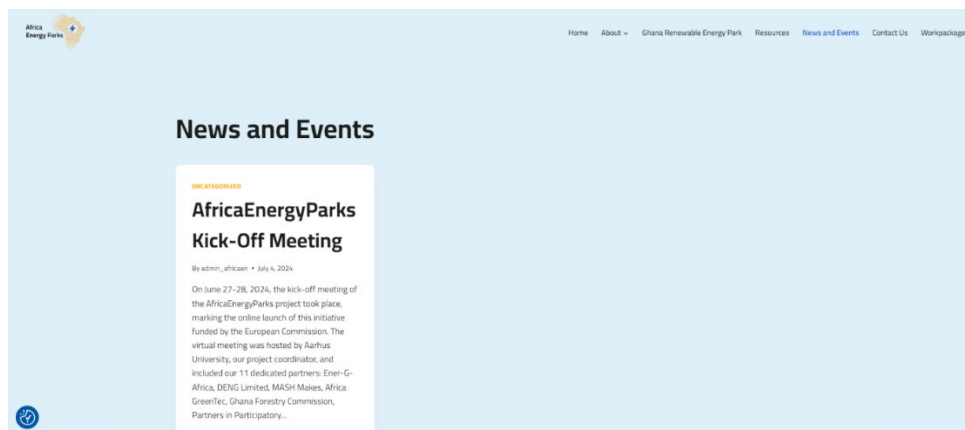 Africa
Energy Parks
Home About Ghana Renewable Energy Park Resources News and Events Contact Us Workpackage
News and Events
UNCATEGORIZED
AfricaEnergyParks
Kick-Off Meeting
By admin_africaen • July 4, 2024
On June 27-28, 2024, the kick-off meeting of
the AfricaEnergyParks project took place,
marking the online launch of this initiative
funded by the European Commission. The
virtual meeting was hosted by Aarhus
University, our project coordinator, and
included our 11 dedicated partners: Ener-G-
Africa, DENG Limited, MASH Makes, Africa
GreenTec, Ghana Forestry Commission,
Partners in Participatory...